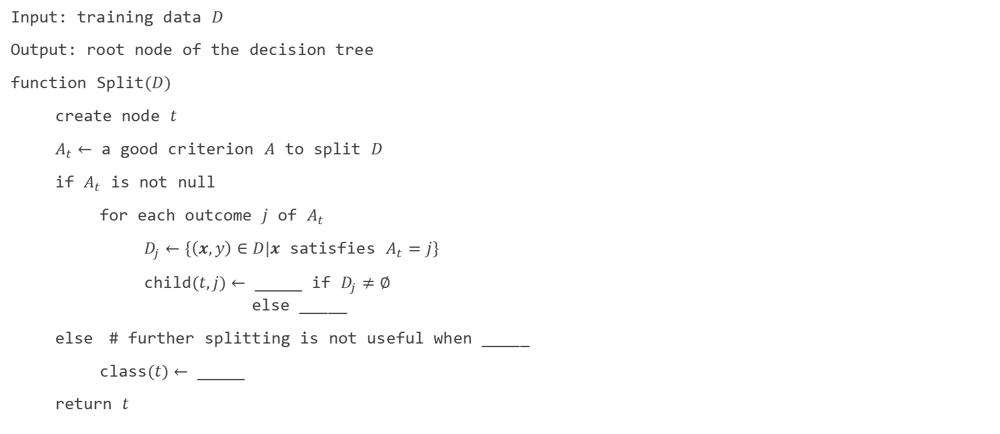 Input: training data D
Output: root node of the decision tree
function Split(D)
create node t
A_t ← a good criterion A to split D
if A_t is not null
for each outcome j of A_t
D_j ← {(x, y) ∈ D|x satisfies A_t = j}
child(t, j) ← _____ if D_j ≠ ∅
else _____
else # further splitting is not useful when _____
class(t) ← _____
return t